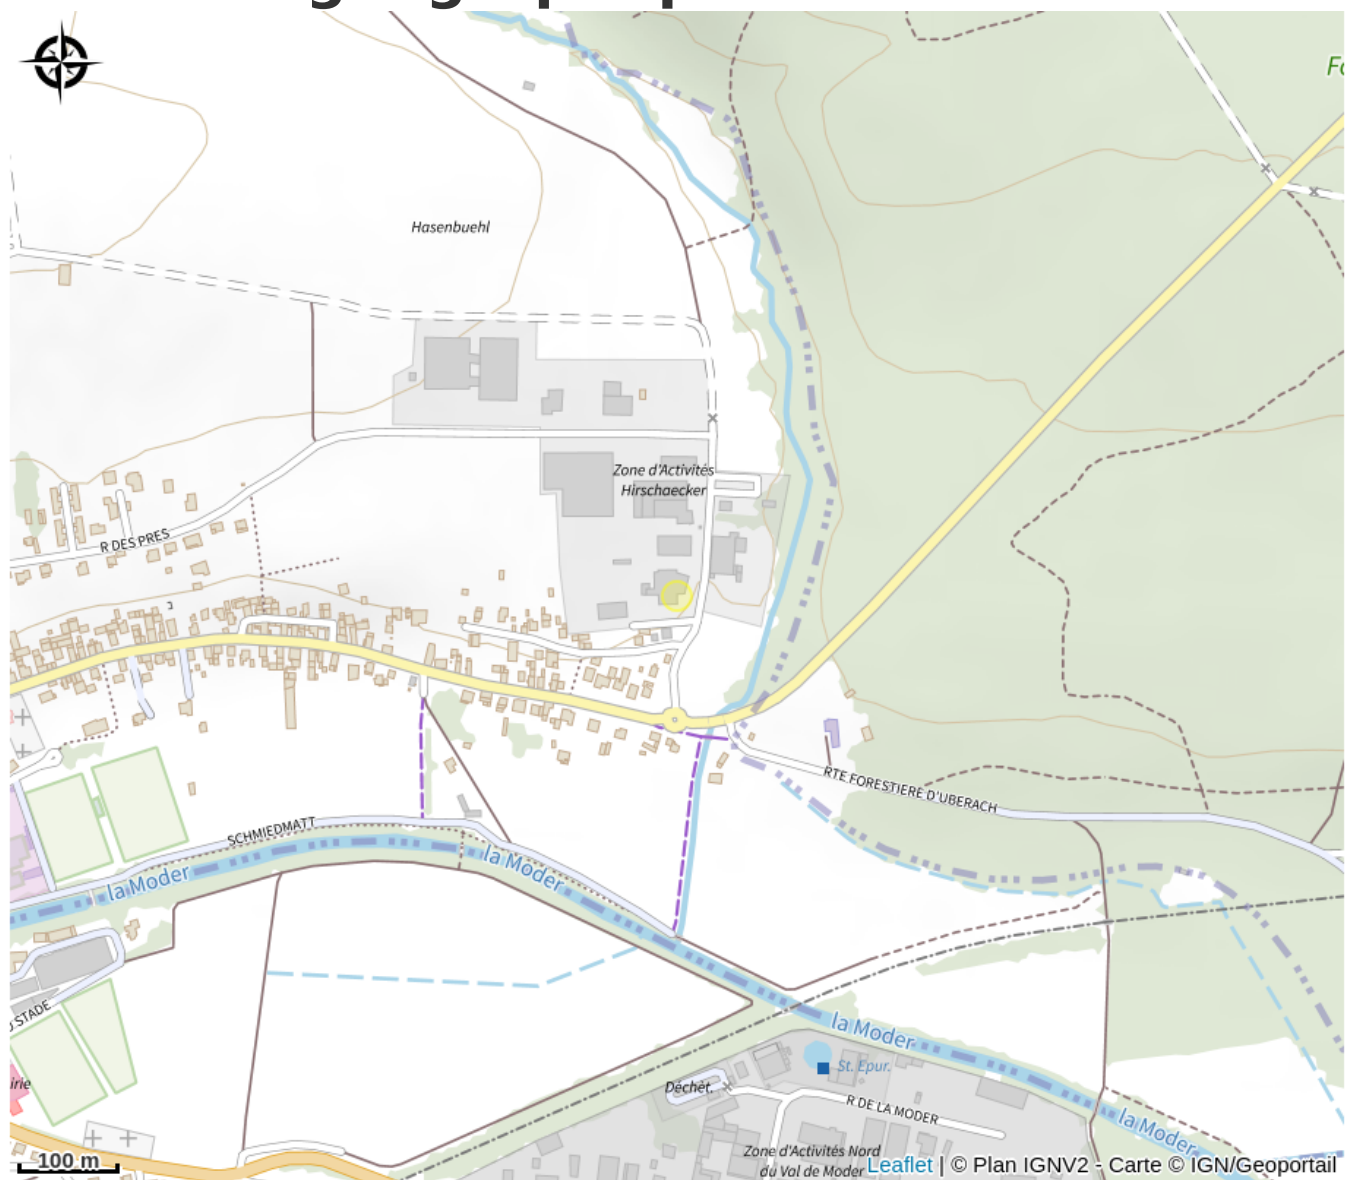 Hasenbuehl
Zone d'Activités
Hirschaecker
R DES PRES
RTE FORESTIERE D'UBERACH
SCHMIEDMATT
la Moder
la Moder
STADE
la Moder
St. Epur.
Déchèt.
R DE LA MODER
la Moder
Zone d'Activités Nord
du Val de Moder
100 m
Leaflet | © Plan IGNV2 - Carte © IGN/Geoportail